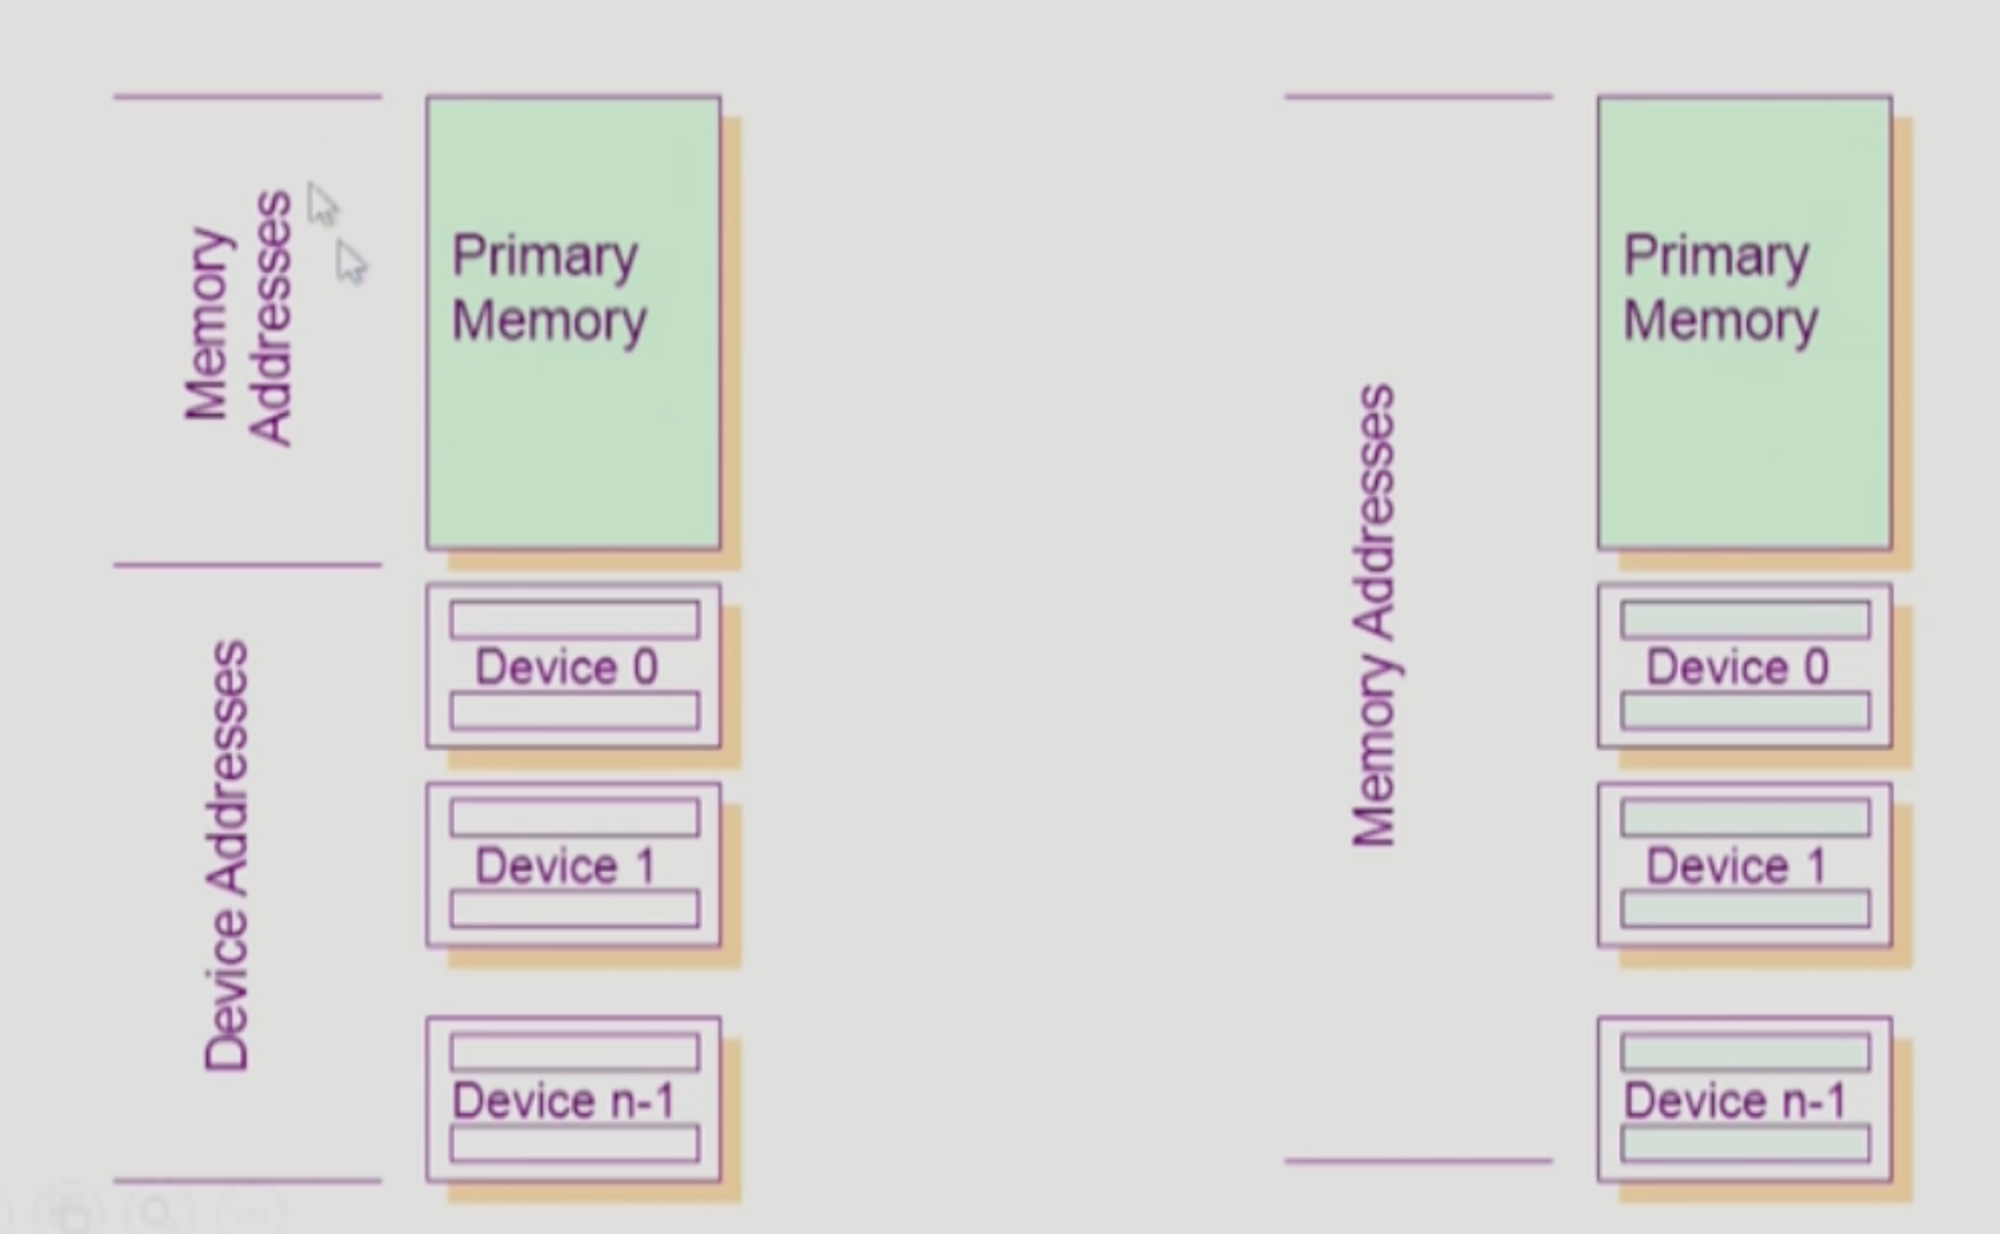 Memory
Addresses
Primary
Memory
Device Addresses
Device 0
Device 1
Device n-1
Memory Addresses
Primary
Memory
Device 0
Device 1
Device n-1